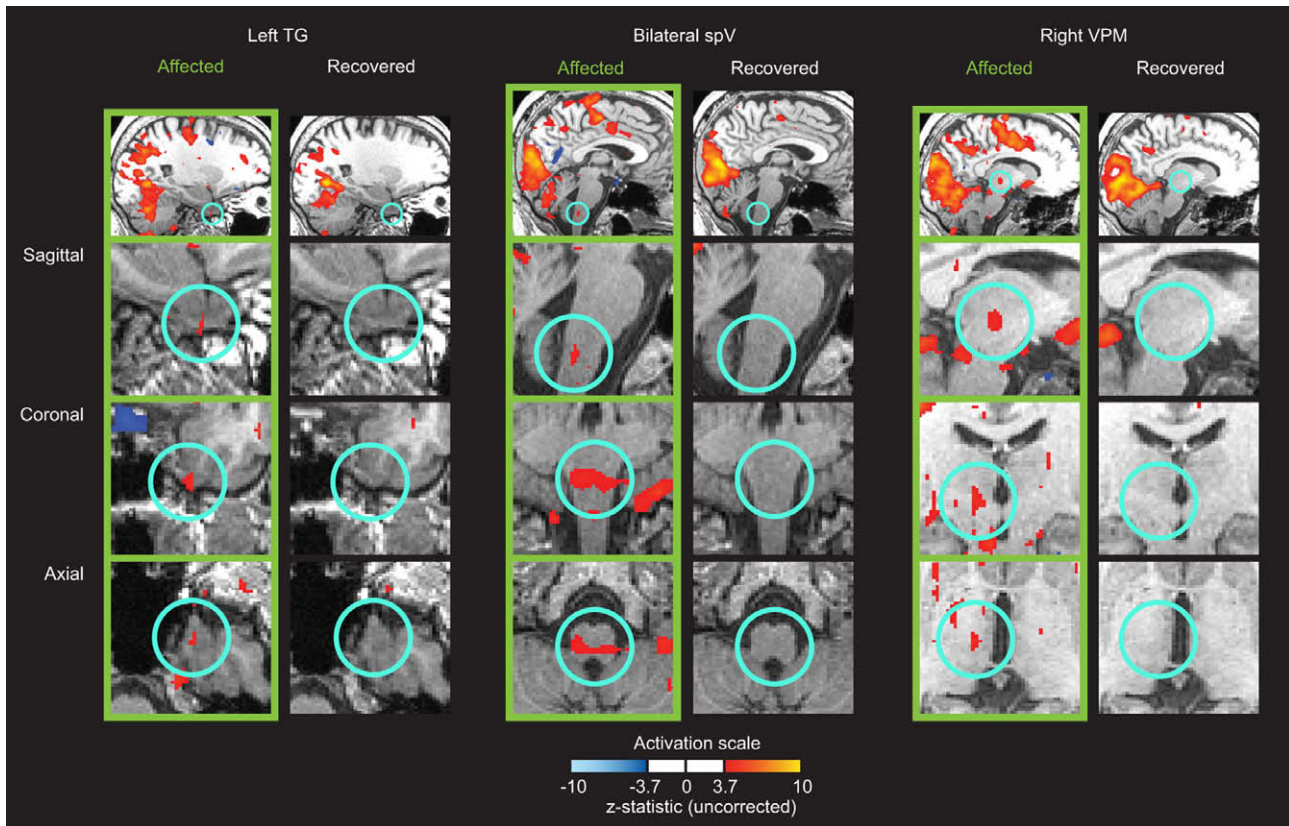 Left TG
Bilateral spV
Right VPM
Affected
Recovered
Affected
Recovered
Affected
Recovered
Sagittal
Coronal
Axial
Activation scale
-10
-3.7
0
3.7
10
z-statistic (uncorrected)